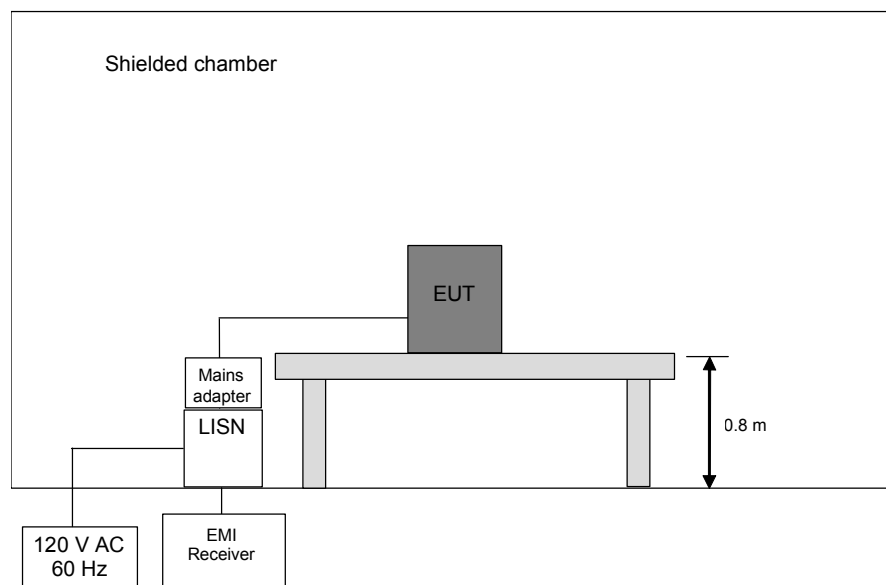 Shielded chamber
EUT
Mains
adapter
LISN
0.8 m
120 V AC
60 Hz
EMI
Receiver